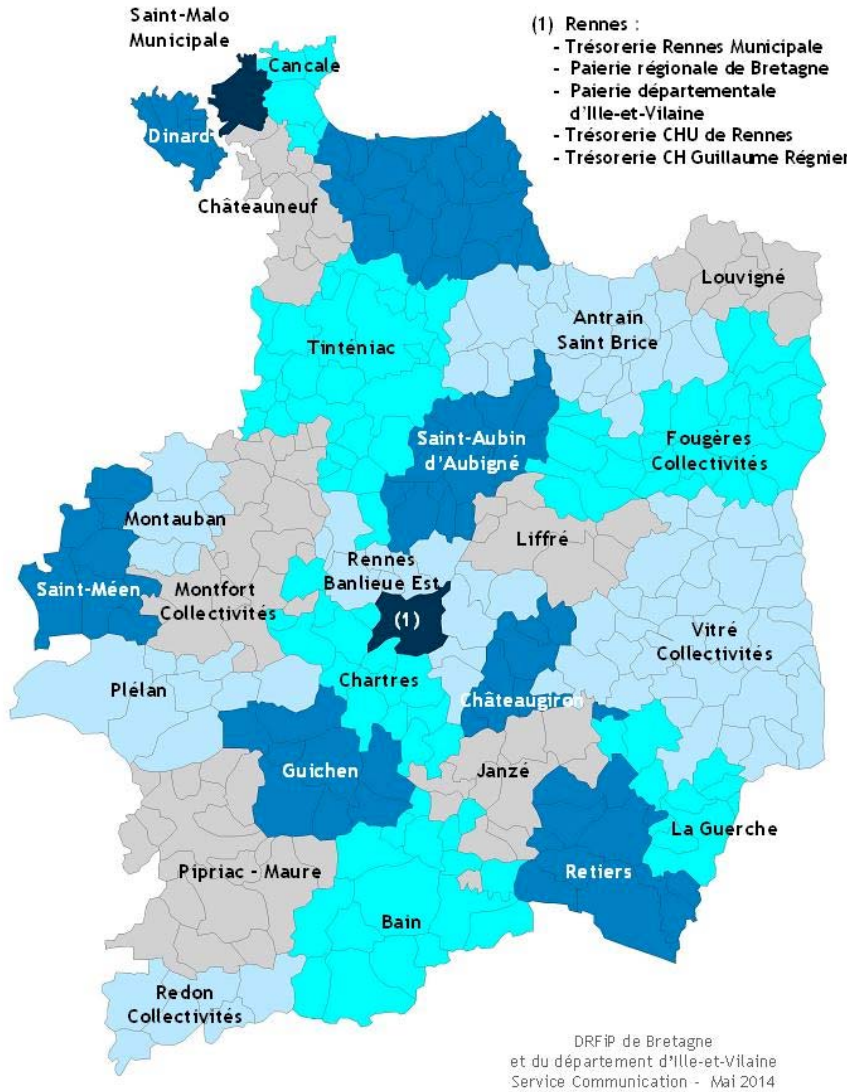 Saint-Malo
Municipale
(1) Rennes :
- Trésorerie Rennes Municipale
- Paierie régionale de Bretagne
- Paierie départementale
d'Ille-et-Vilaine
- Trésorerie CHU de Rennes
- Trésorerie CH Guillaume Régnier
Cancale
Dinard
Châteauneuf
Louvigné
Antrain
Saint Brice
Tinténiac
Saint-Aubin
d'Aubigné
Fougères
Collectivités
Montauban
Liffré
Rennes
Banlieue Est
Saint-Méen
Montfort
Collectivités
(1)
Vitré
Collectivités
Chartres
Plélan
Châteaugiron
Guichen
Janzé
La Guerche
Pipriac - Maure
Retiers
Bain
Redon
Collectivités
DRFiP de Bretagne
et du département d'Ille-et-Vilaine
Service Communication - Mai 2014